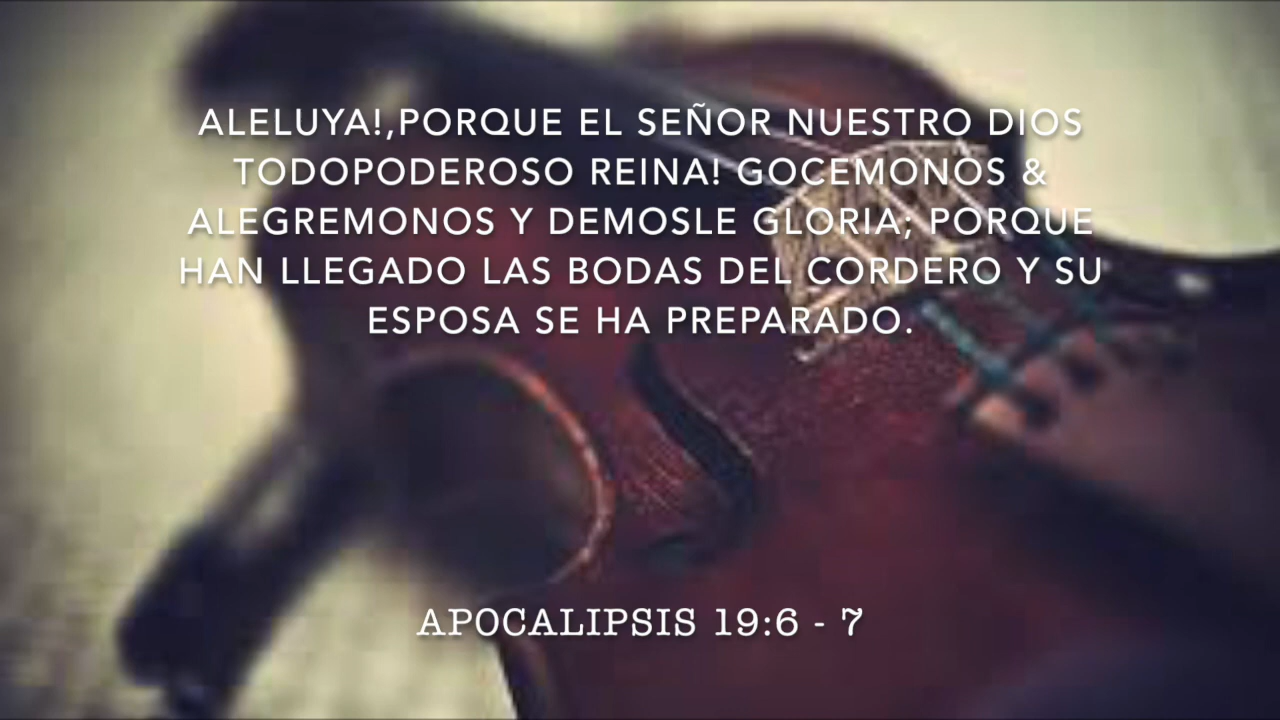 ALELUYA!,PORQUE EL SEÑOR NUESTRO DIOS
TODOPODEROSO REINA! GOCEMONOS &
ALEGREMONOS Y DEMOSLE GLORIA; PORQUE
HAN LLEGADO LAS BODAS DEL CORDERO Y SU
ESPOSA SE HA PREPARADO.
APOCALIPSIS 19:6 - 7